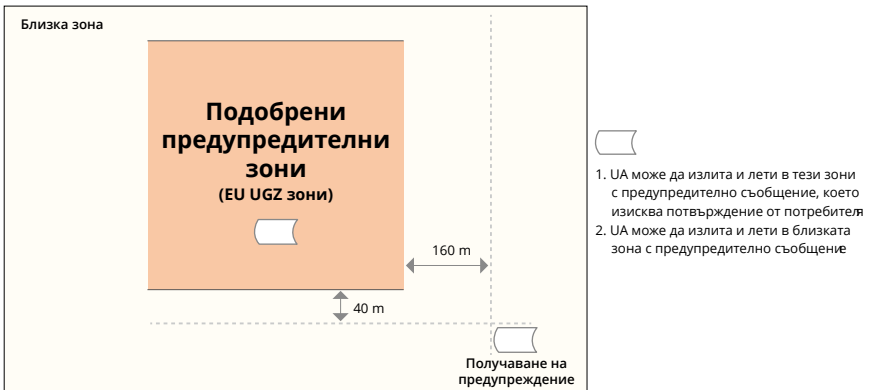 Близка зона
Подобрени
предупредителни
зони
(EU UGZ зони)
160 m
40 m
Получаване на
предупреждение
1. UA може да излита и лети в тези зони
с предупредително съобщение, което
изисква потвърждение от потребителя
2. UA може да излита и лети в близката
зона с предупредително съобщение